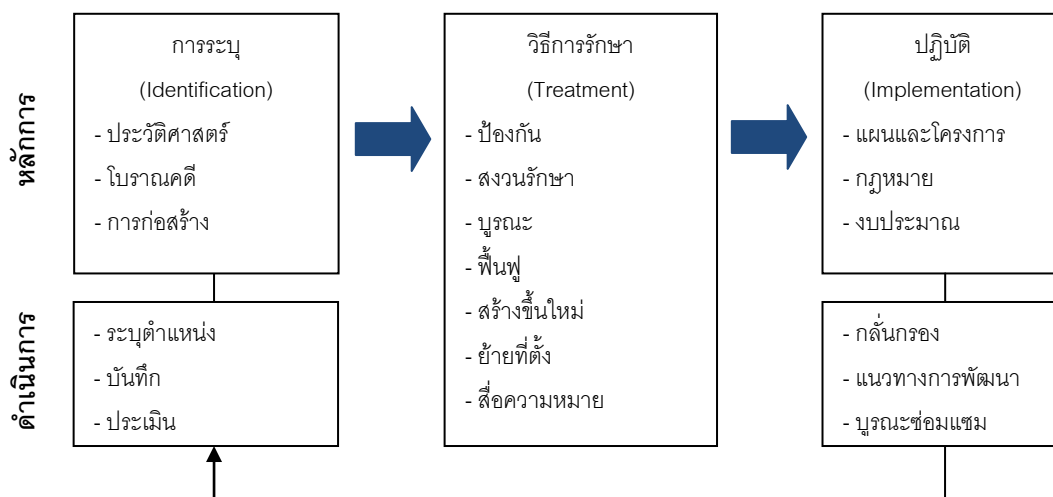 หลักการ
การระบุ
(Identification)
- ประวัติศาสตร์
- โบราณคดี
- การก่อสร้าง
วิธีการรักษา
(Treatment)
- ป้องกัน
- สงวนรักษา
- บูรณะ
- ฟื้นฟู
- สร้างขึ้นใหม่
- ย้ายที่ตั้ง
- สื่อความหมาย
ปฏิบัติ
(Implementation)
- แผนและโครงการ
- กฎหมาย
- งบประมาณ
ดำเนินการ
- ระบุตำแหน่ง
- บันทึก
- ประเมิน
- กลั่นกรอง
- แนวทางการพัฒนา
- บูรณะซ่อมแซม